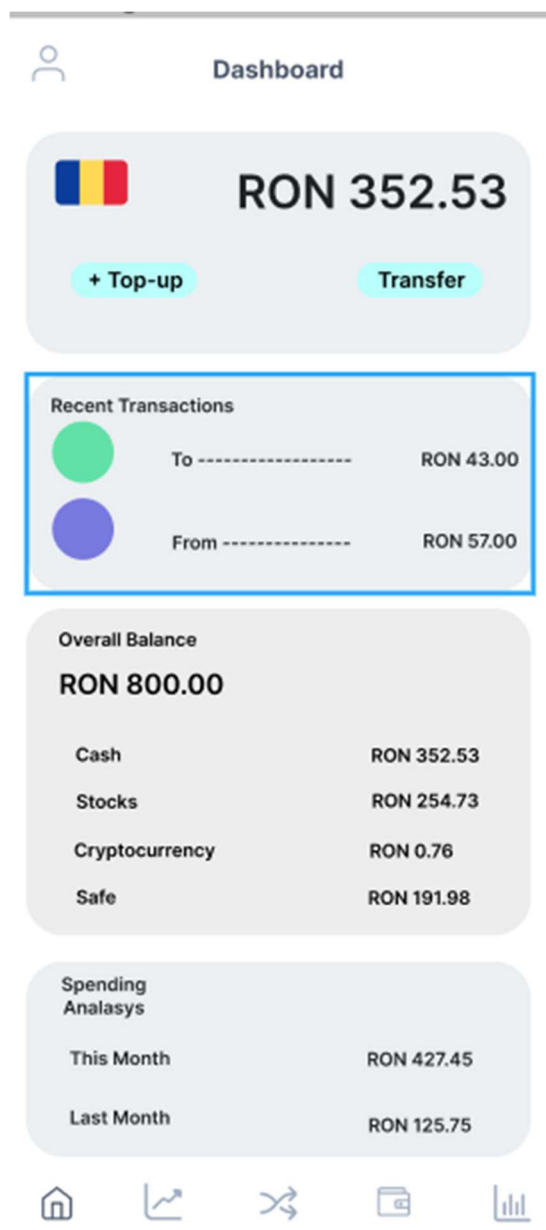 Dashboard
RON 352.53
+ Top-up Transfer
Recent Transactions
To ------------------ RON 43.00
From --------------- RON 57.00
Overall Balance
RON 800.00
Cash RON 352.53
Stocks RON 254.73
Cryptocurrency RON 0.76
Safe RON 191.98
Spending
Analasys
This Month RON 427.45
Last Month RON 125.75